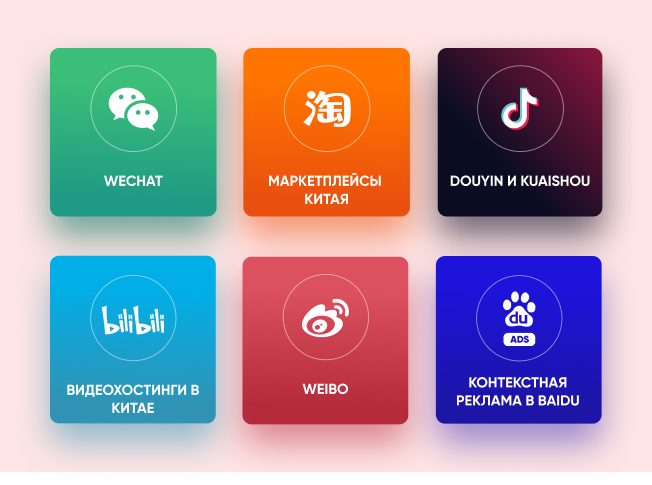 WECHAT
淘
МАРКЕТПЛЕЙСЫ
КИТАЯ
DOUYIN И KUAISHOU
bilibili
ВИДЕОХОСТИНГИ В
КИТАЕ
WEIBO
du
ADS
КОНТЕКСТНАЯ
РЕКЛАМА В BAIDU